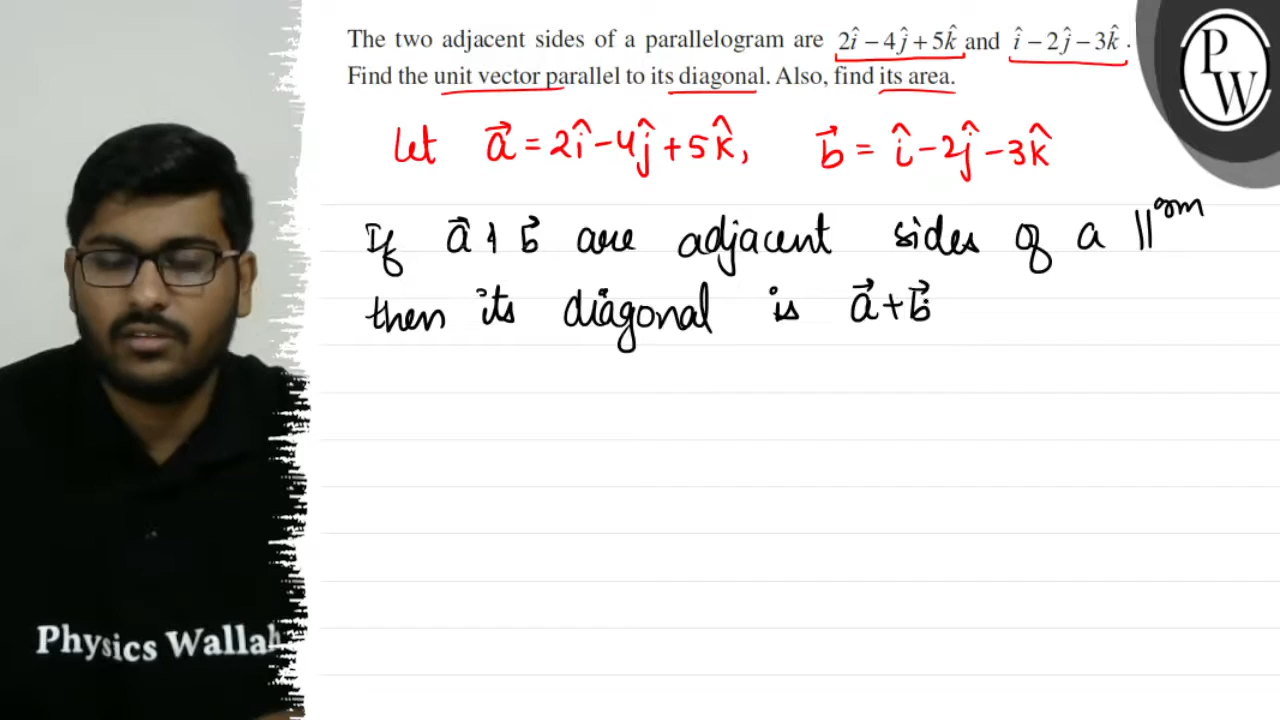 The two adjacent sides of a parallelogram are 2î − 4ĵ + 5k̂ and î − 2ĵ − 3k̂ .
Find the unit vector parallel to its diagonal. Also, find its area.
PW
Let a⃗ = 2î − 4ĵ + 5k̂, b⃗ = î − 2ĵ − 3k̂
If a⃗ & b⃗ are adjacent sides of a ||gm
then its diagonal is a⃗ + b⃗
Physics Wallah